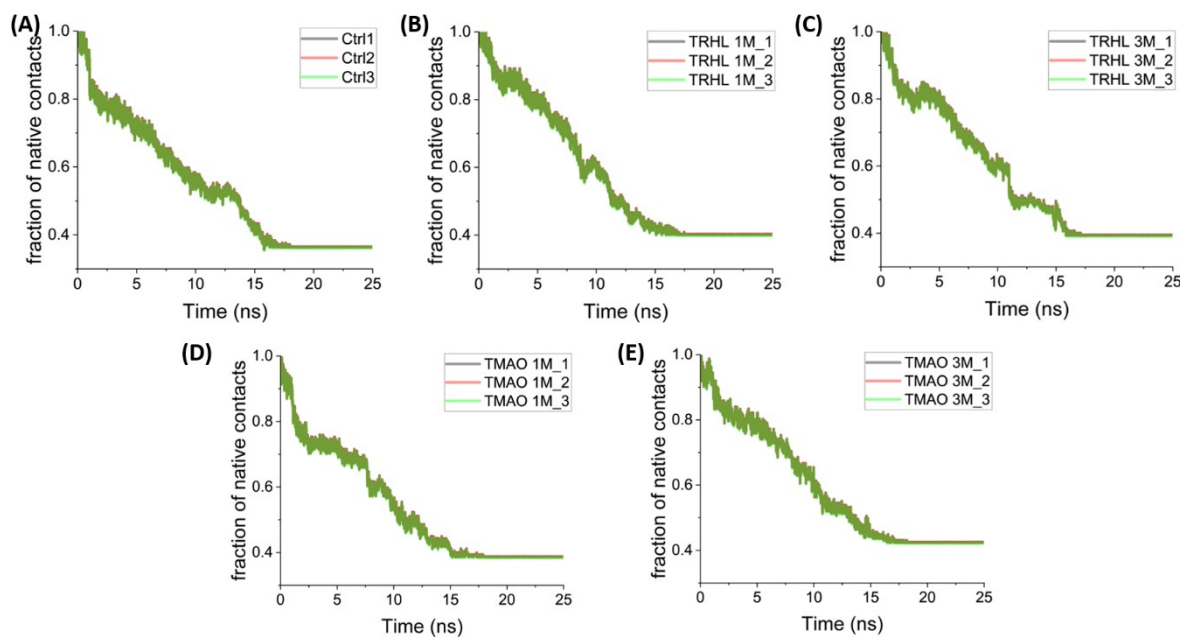 (A)
Ctrl1
Ctrl2
Ctrl3
fraction of native contacts
1.0
0.8
0.6
0.4
0 5 10 15 20 25
Time (ns)
(B)
TRHL 1M_1
TRHL 1M_2
TRHL 1M_3
fraction of native contacts
1.0
0.8
0.6
0.4
0 5 10 15 20 25
Time (ns)
(C)
TRHL 3M_1
TRHL 3M_2
TRHL 3M_3
fraction of native contacts
1.0
0.8
0.6
0.4
0 5 10 15 20 25
Time (ns)
(D)
TMAO 1M_1
TMAO 1M_2
TMAO 1M_3
fraction of native contacts
1.0
0.8
0.6
0.4
0 5 10 15 20 25
Time (ns)
(E)
TMAO 3M_1
TMAO 3M_2
TMAO 3M_3
fraction of native contacts
1.0
0.8
0.6
0.4
0 5 10 15 20 25
Time (ns)